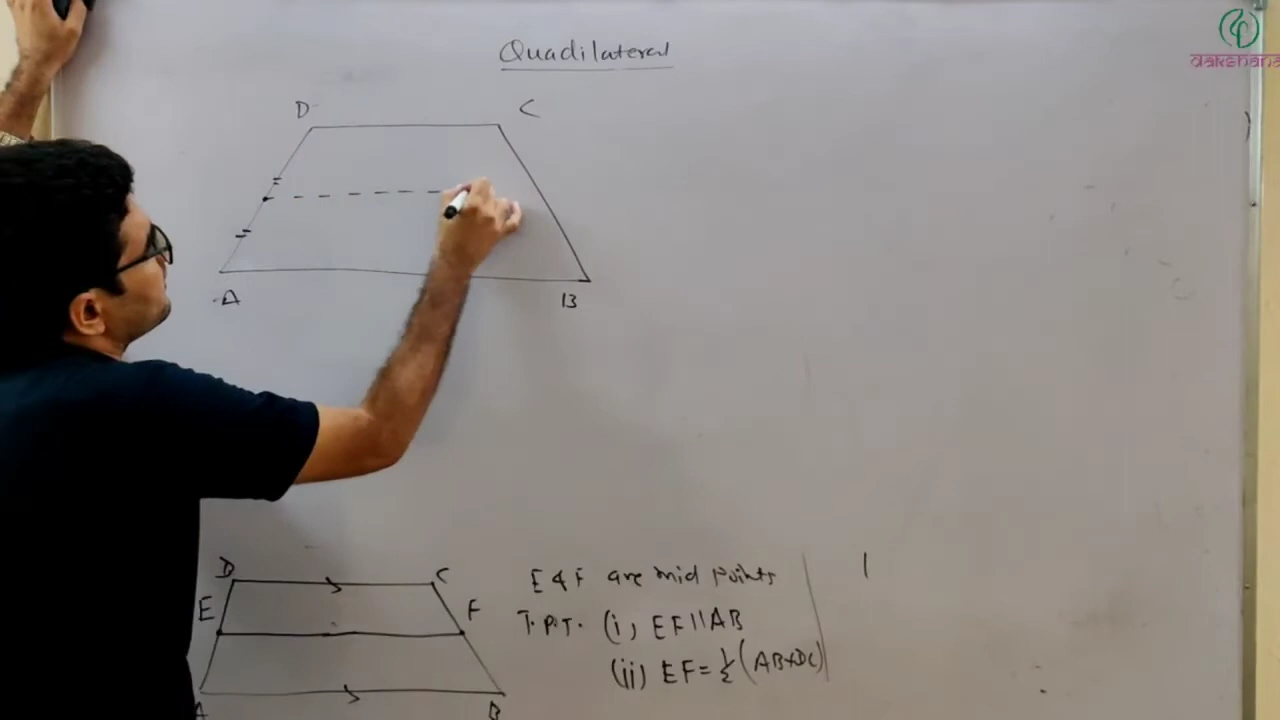 Quadilateral
dakshana
D C
A B
D C
E F
A B
E & F are mid points
T.P.T. (i) EF || AB
(ii) EF = 1/2 (AB+DC)